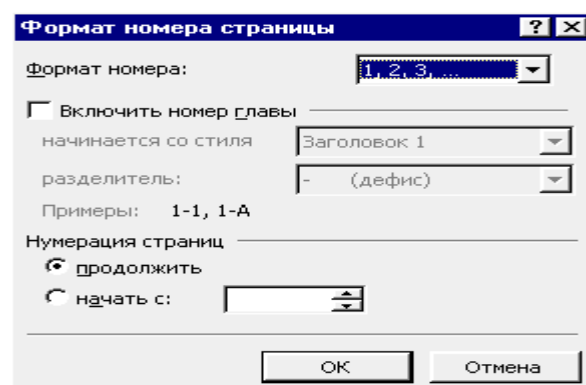 Формат номера страницы
Формат номера: 1, 2, 3, ...
Включить номер главы
начинается со стиля Заголовок 1
разделитель: - (дефис)
Примеры: 1-1, 1-A
Нумерация страниц
продолжить
начать с:
ОК Отмена